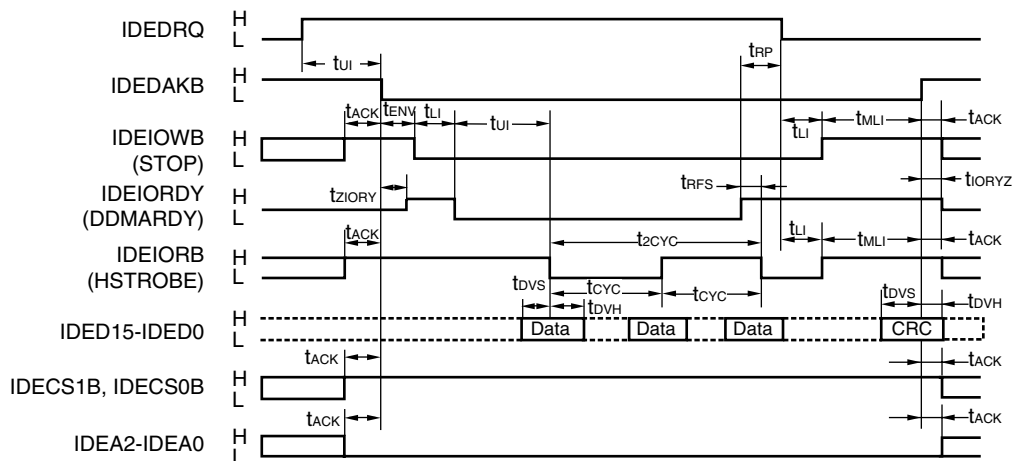 IDEDRQ H L tRP
tUI
IDEDAKB H L
tACK tENV tLI tUI tLI tMLI tACK
IDEIOWB (STOP) H L
tZIORY tRFS tIORYZ
IDEIORDY (DDMARDY) H L
tACK t2CYC tLI tMLI tACK
IDEIORB (HSTROBE) H L
tDVS tCYC tCYC tDVS
tDVH tDVH
IDED15-IDED0 H L Data Data Data CRC
tACK tACK
IDECS1B, IDECS0B H L
tACK tACK
IDEA2-IDEA0 H L